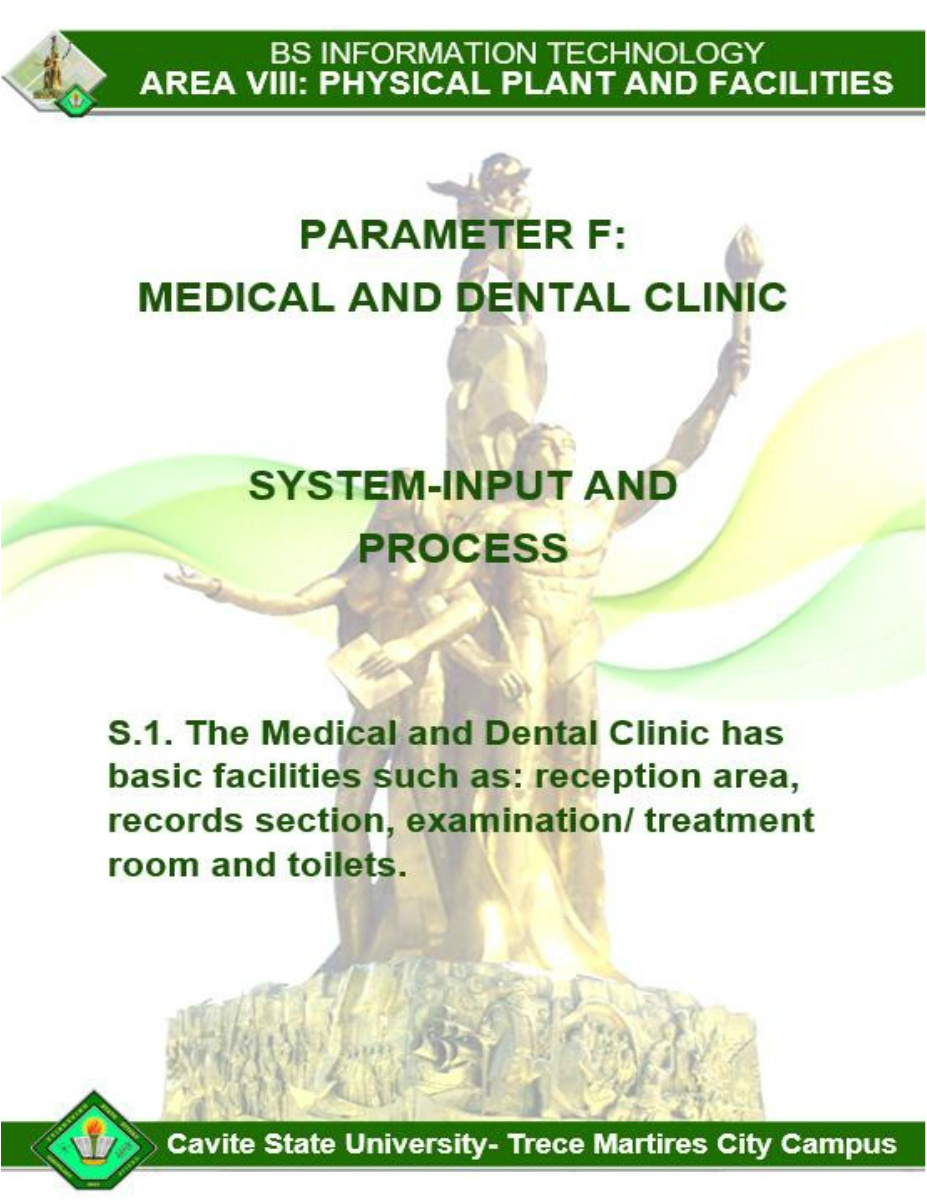 BS INFORMATION TECHNOLOGY
AREA VIII: PHYSICAL PLANT AND FACILITIES
PARAMETER F:
MEDICAL AND DENTAL CLINIC
SYSTEM-INPUT AND
PROCESS
S.1. The Medical and Dental Clinic has
basic facilities such as: reception area,
records section, examination/ treatment
room and toilets.
Cavite State University- Trece Martires City Campus